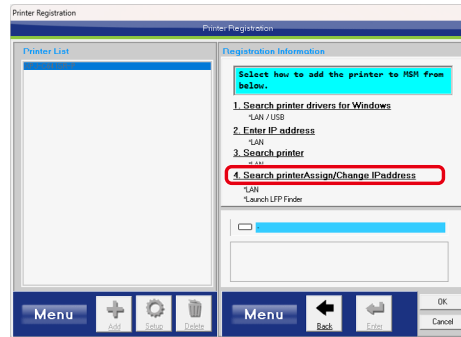 Printer Registration
Printer Registration
Printer List
Registration Information
Select how to add the printer to MSM from
below.
1. Search printer drivers for Windows
*LAN / USB
2. Enter IP address
*LAN
3. Search printer
*LAN
4. Search printerAssign/Change IPaddress
*LAN
*Launch LFP Finder
-
Menu
Add
Setup
Delete
Menu
Back
Enter
OK
Cancel